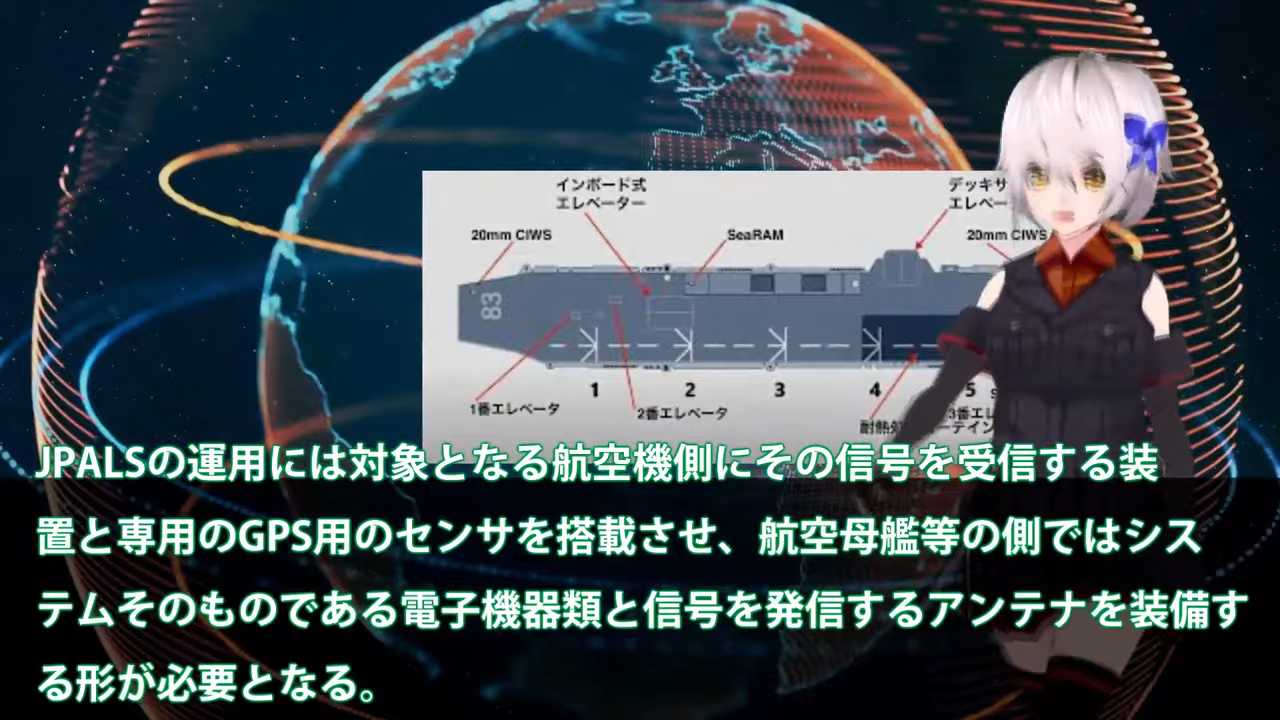 インボード式
エレベーター
デッキサ
エレベー
20mm CIWS
SeaRAM
20mm CIWS
83
1 2 3 4 5
1番エレベータ
2番エレベータ
3番エレ
耐熱
JPALSの運用には対象となる航空機側にその信号を受信する装
置と専用のGPS用のセンサを搭載させ、航空母艦等の側ではシス
テムそのものである電子機器類と信号を発信するアンテナを装備す
る形が必要となる。